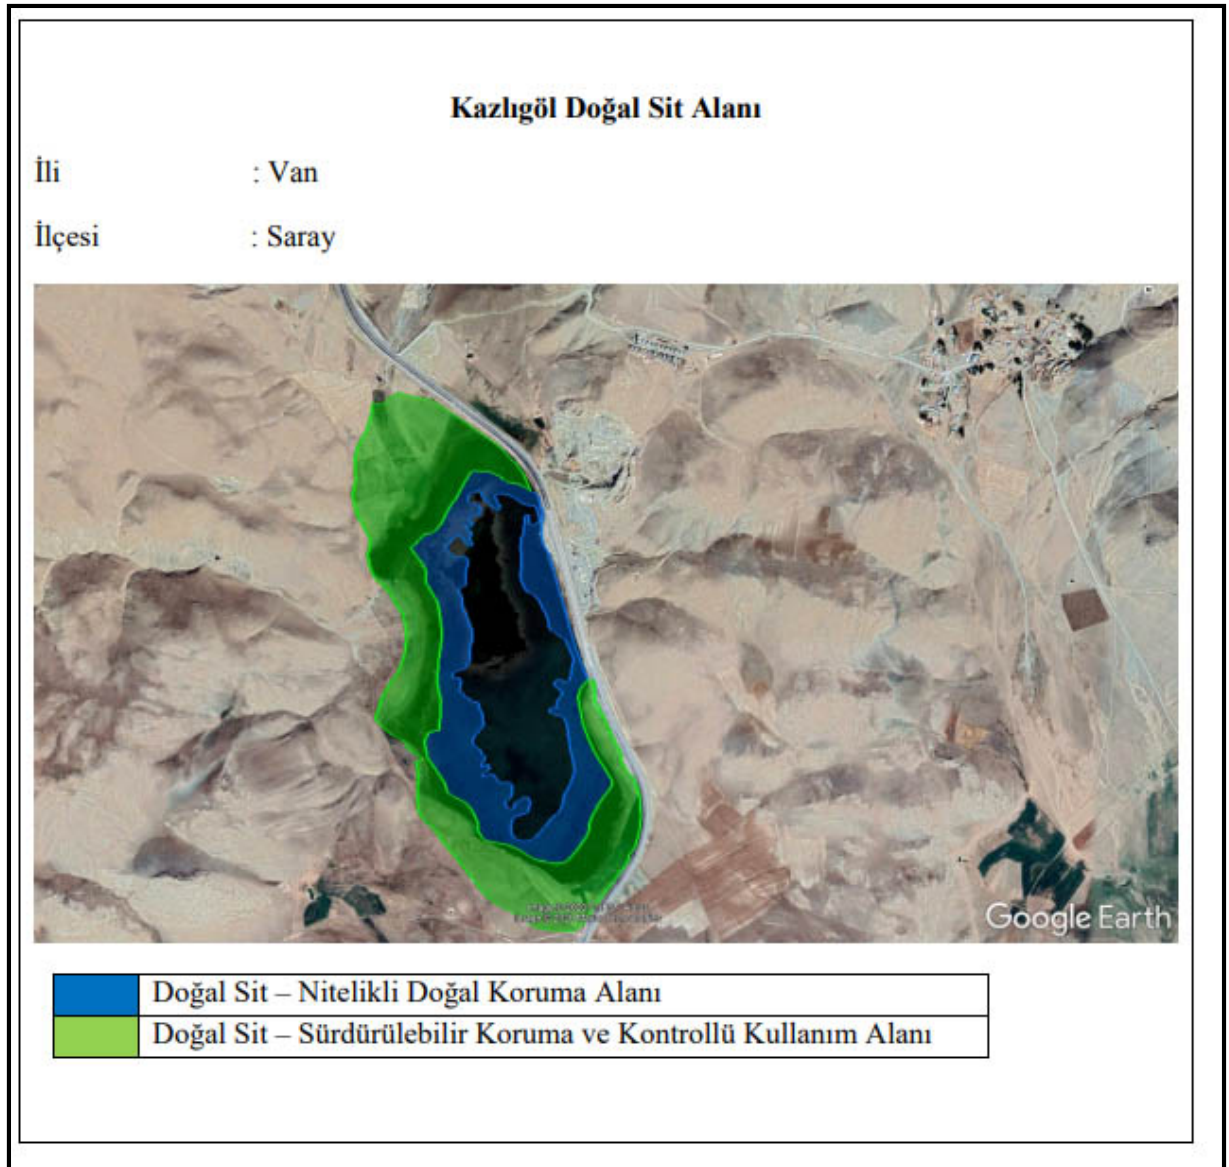 Kazlıgöl Doğal Sit Alanı
İli : Van
İlçesi : Saray
Google Earth
Doğal Sit – Nitelikli Doğal Koruma Alanı
Doğal Sit – Sürdürülebilir Koruma ve Kontrollü Kullanım Alanı